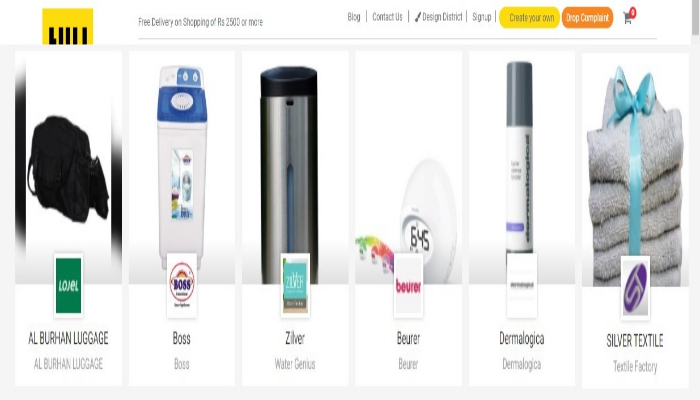 Free Delivery on Shopping of Rs 2500 or more
Blog
Contact Us
Design District
Signup
Create your own
Drop Complaint
0
BOSS
6:45
dermalogica
LOJEL
BOSS
ZILVER
beurer
AL BURHAN LUGGAGE
Boss
Zilver
Beurer
Dermalogica
SILVER TEXTILE
AL BURHAN LUGGAGE
Boss
Water Genius
Beurer
Dermalogica
Textile Factory